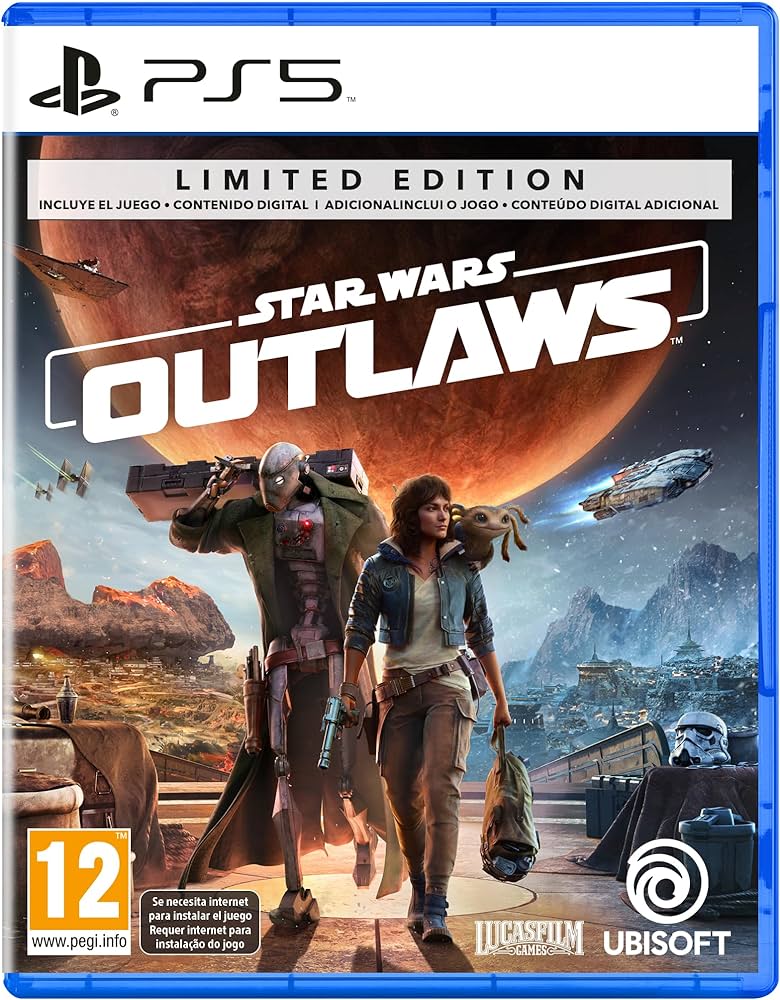 PS5
LIMITED EDITION
INCLUYE EL JUEGO • CONTENIDO DIGITAL | ADICIONALINCLUI O JOGO • CONTEÚDO DIGITAL ADICIONAL
STAR WARS
OUTLAWS™
12
www.pegi.info
Se necesita internet
para instalar el juego
Requer internet para
instalação do jogo
LUCASFILM
GAMES
UBISOFT